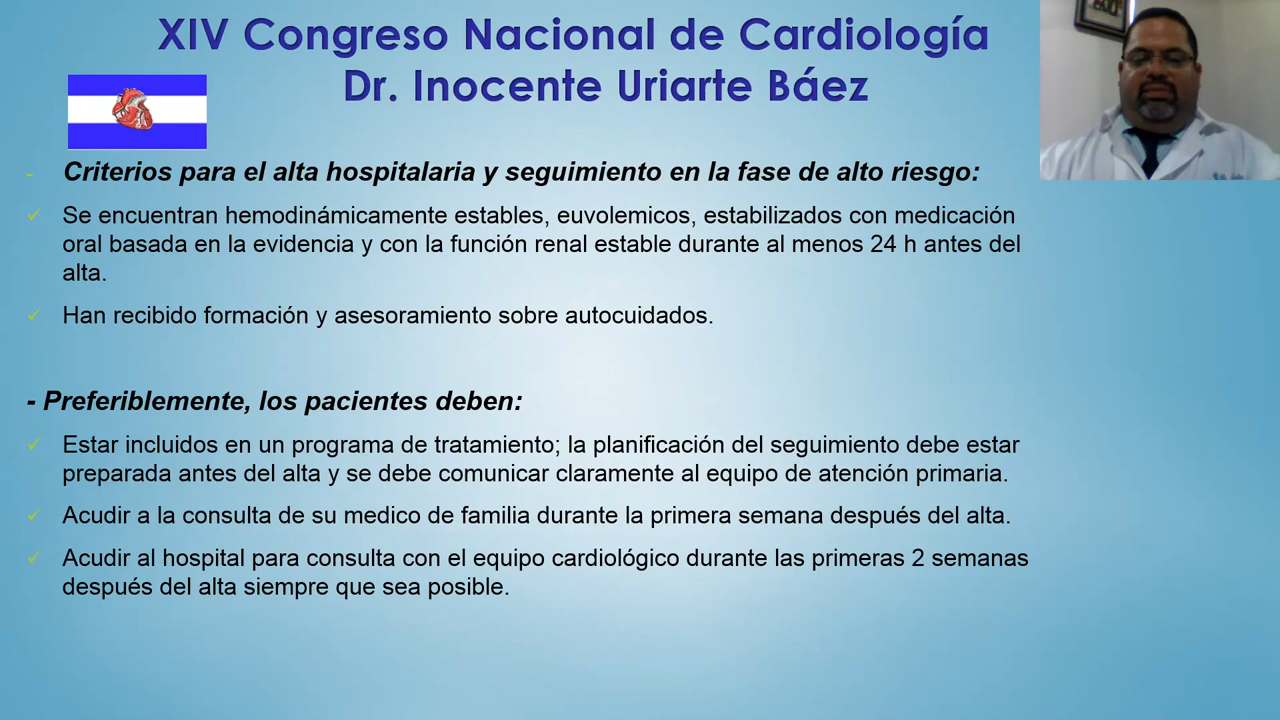 XIV Congreso Nacional de Cardiología
Dr. Inocente Uriarte Báez
- Criterios para el alta hospitalaria y seguimiento en la fase de alto riesgo:
✓ Se encuentran hemodinámicamente estables, euvolemicos, estabilizados con medicación
oral basada en la evidencia y con la función renal estable durante al menos 24 h antes del
alta.
✓ Han recibido formación y asesoramiento sobre autocuidados.
- Preferiblemente, los pacientes deben:
✓ Estar incluidos en un programa de tratamiento; la planificación del seguimiento debe estar
preparada antes del alta y se debe comunicar claramente al equipo de atención primaria.
✓ Acudir a la consulta de su medico de familia durante la primera semana después del alta.
✓ Acudir al hospital para consulta con el equipo cardiológico durante las primeras 2 semanas
después del alta siempre que sea posible.